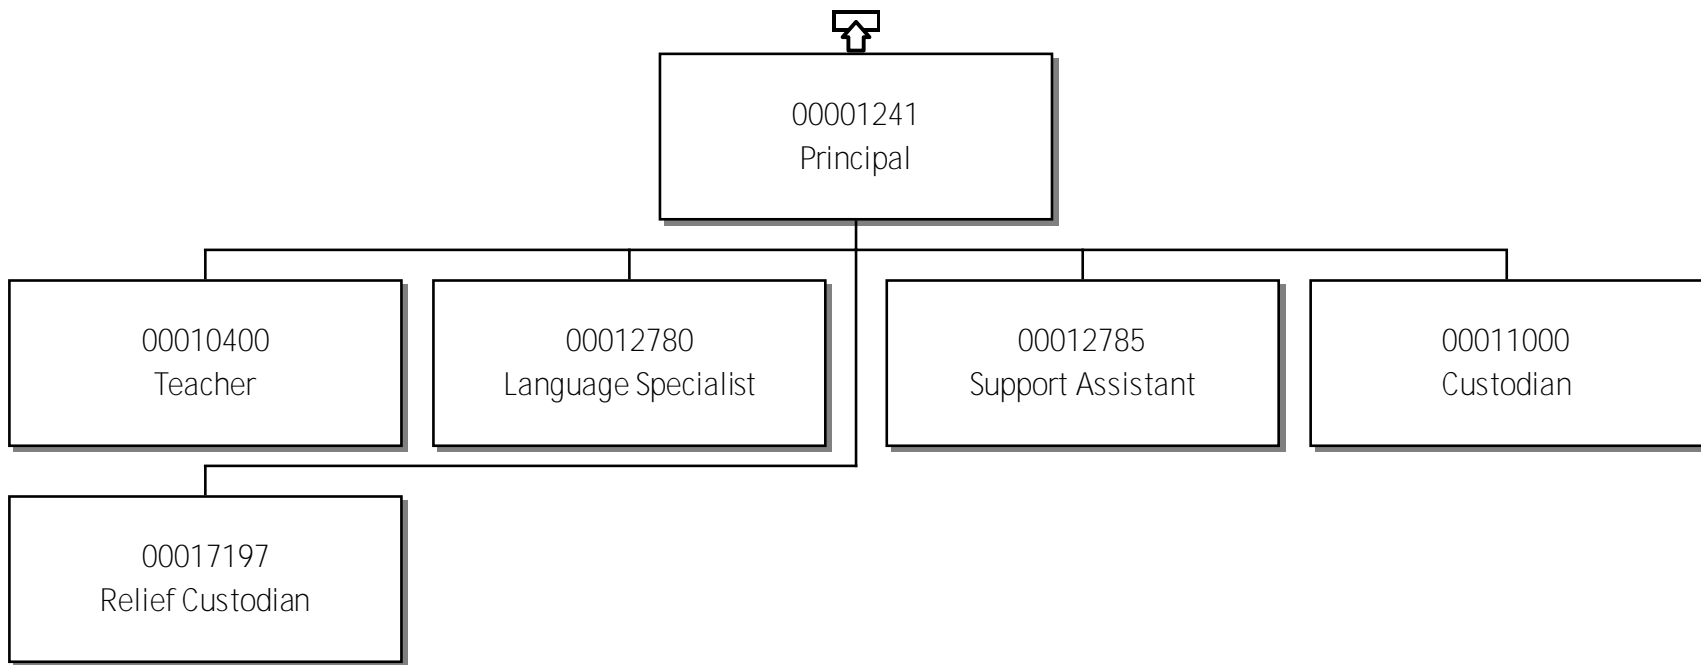 00001241
Principal
00010400
Teacher
00012780
Language Specialist
00012785
Support Assistant
00011000
Custodian
00017197
Relief Custodian